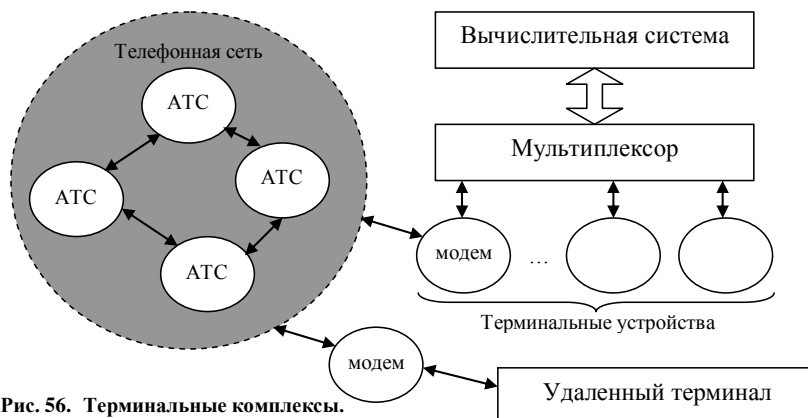 Телефонная сеть
АТС
АТС
АТС
АТС
Вычислительная система
Мультиплексор
модем
...
Терминальные устройства
модем
Удаленный терминал
Рис. 56. Терминальные комплексы.